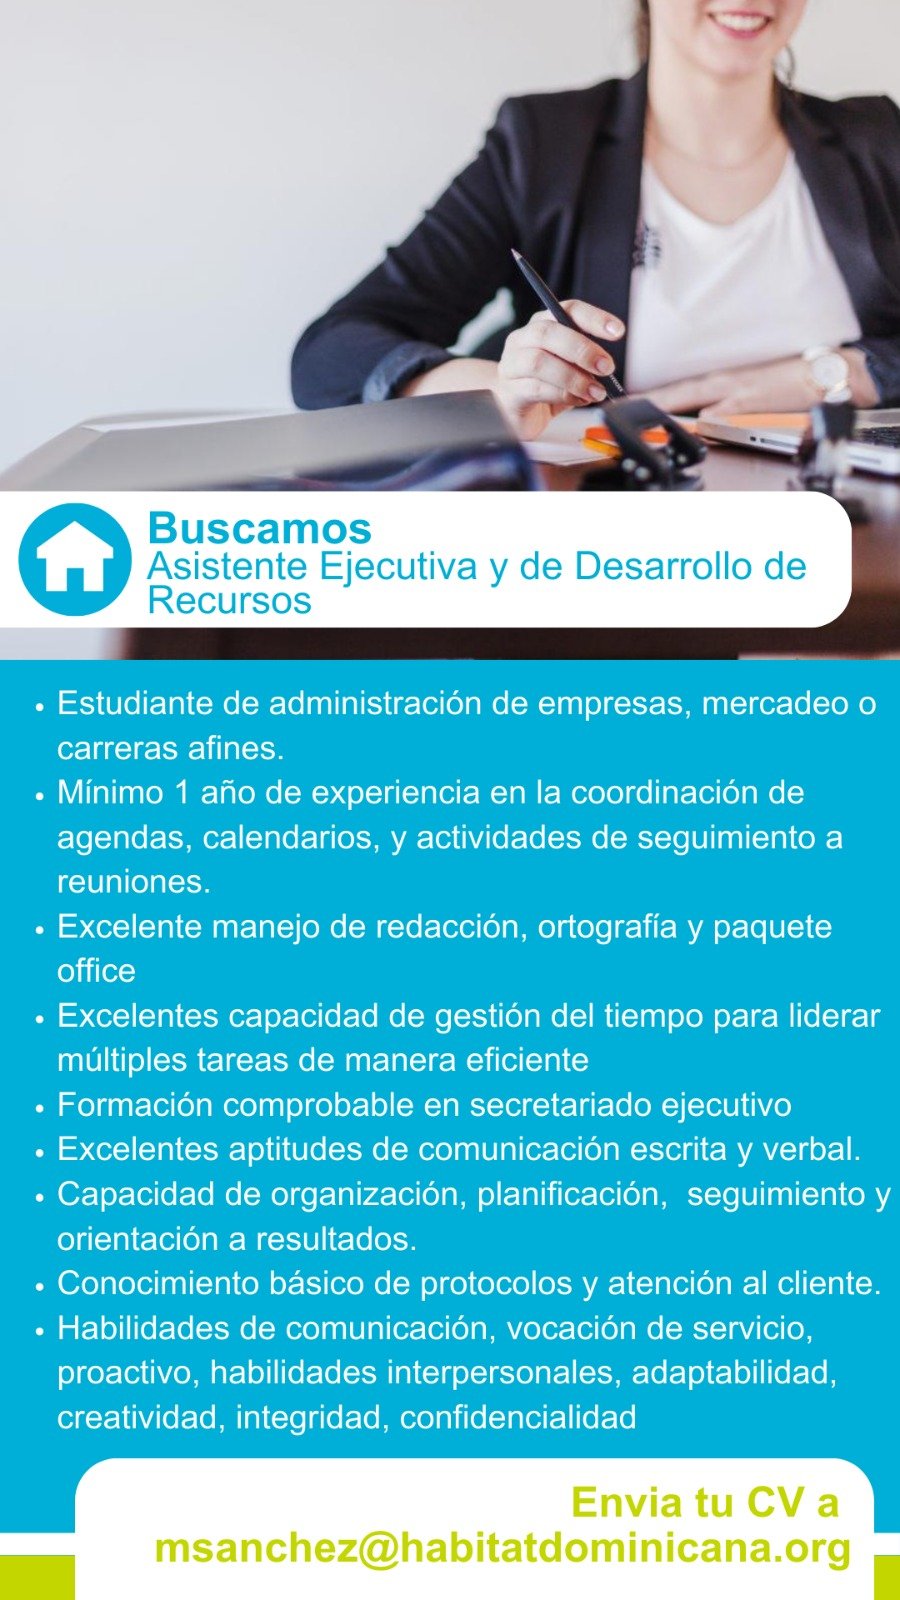 Buscamos
Asistente Ejecutiva y de Desarrollo de
Recursos
• Estudiante de administración de empresas, mercadeo o
carreras afines.
• Mínimo 1 año de experiencia en la coordinación de
agendas, calendarios, y actividades de seguimiento a
reuniones.
• Excelente manejo de redacción, ortografía y paquete
office
• Excelentes capacidad de gestión del tiempo para liderar
múltiples tareas de manera eficiente
• Formación comprobable en secretariado ejecutivo
• Excelentes aptitudes de comunicación escrita y verbal.
• Capacidad de organización, planificación,  seguimiento y
orientación a resultados.
• Conocimiento básico de protocolos y atención al cliente.
• Habilidades de comunicación, vocación de servicio,
proactivo, habilidades interpersonales, adaptabilidad,
creatividad, integridad, confidencialidad
Envia tu CV a
msanchez@habitatdominicana.org